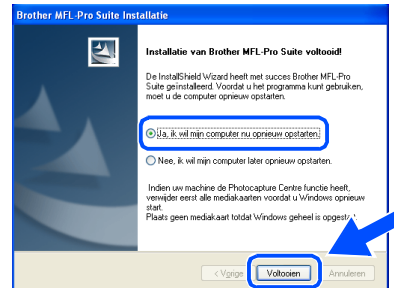 Brother MFL-Pro Suite Installatie
Installatie van Brother MFL-Pro Suite voltooid!
De InstallShield Wizard heeft met succes Brother MFL-Pro
Suite geïnstalleerd. Voordat u het programma kunt gebruiken,
moet u de computer opnieuw opstarten.
Ja, ik wil mijn computer nu opnieuw opstarten.
Nee, ik wil mijn computer later opnieuw opstarten.
Indien uw machine de Photocapture Centre functie heeft,
verwijder eerst alle mediakaarten voordat u Windows opnieuw
start.
Plaats geen mediakaart totdat Windows geheel is
< Vorige Voltooien Annuleren